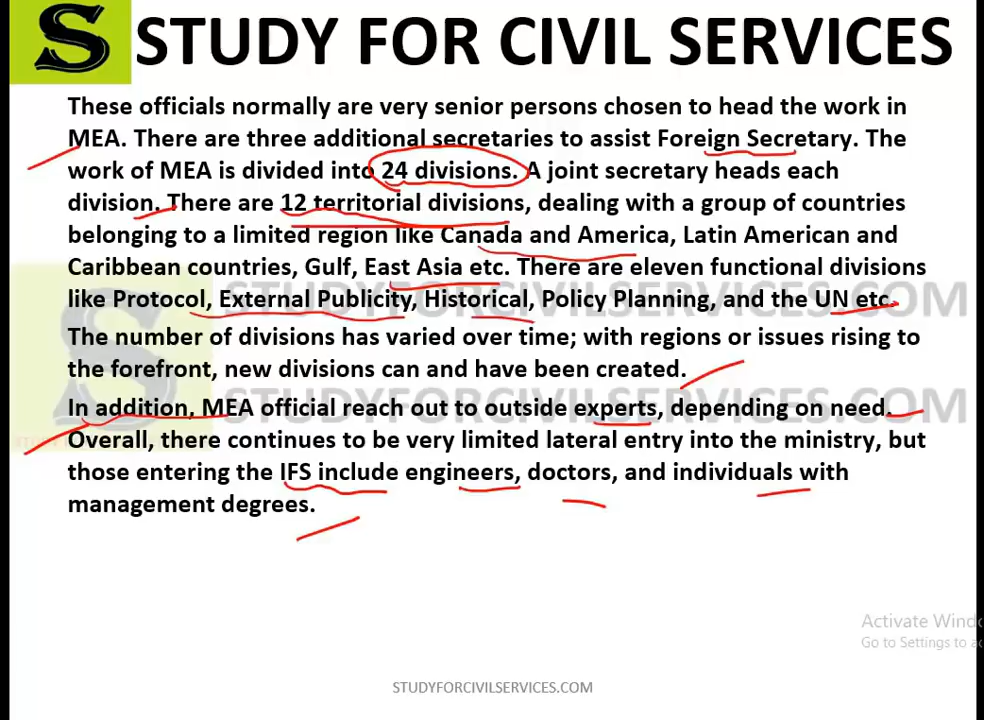 S STUDY FOR CIVIL SERVICES
These officials normally are very senior persons chosen to head the work in
MEA. There are three additional secretaries to assist Foreign Secretary. The
work of MEA is divided into 24 divisions. A joint secretary heads each
division. There are 12 territorial divisions, dealing with a group of countries
belonging to a limited region like Canada and America, Latin American and
Caribbean countries, Gulf, East Asia etc. There are eleven functional divisions
like Protocol, External Publicity, Historical, Policy Planning, and the UN etc.
The number of divisions has varied over time; with regions or issues rising to
the forefront, new divisions can and have been created.
In addition, MEA official reach out to outside experts, depending on need.
Overall, there continues to be very limited lateral entry into the ministry, but
those entering the IFS include engineers, doctors, and individuals with
management degrees.
Activate Wind
Go to Settings to a
STUDYFORCIVILSERVICES.COM